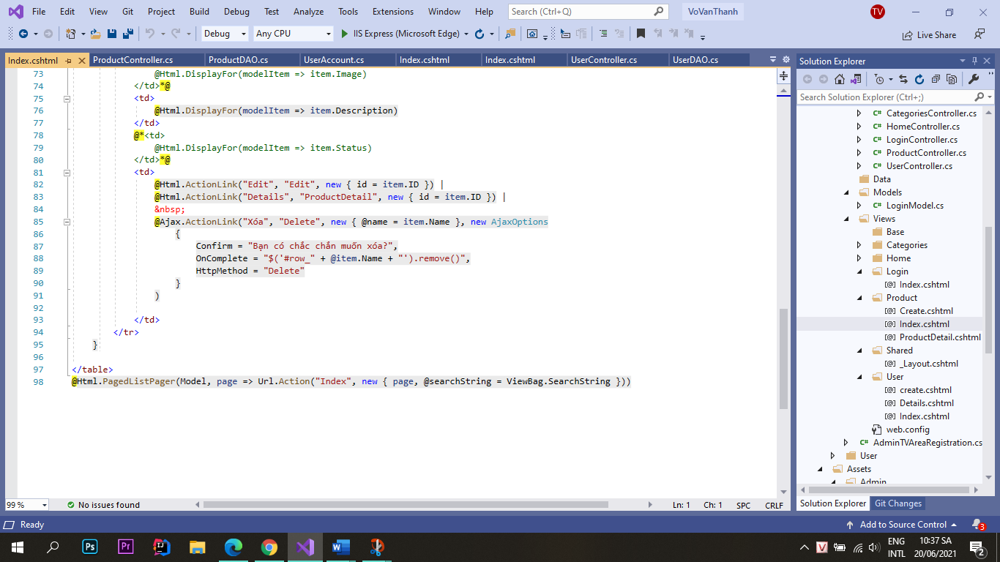 File Edit View Git Project Build Debug Test Analyze Tools Extensions Window Help Search (Ctrl+Q) VoVanThanh TV
Debug Any CPU IIS Express (Microsoft Edge) Live Share
Index.cshtml ProductController.cs ProductDAO.cs UserAccount.cs Index.cshtml Index.cshtml UserController.cs UserDAO.cs
73 @Html.DisplayFor(modelItem => item.Image)
74 </td>*@
75 <td>
76 @Html.DisplayFor(modelItem => item.Description)
77 </td>
78 @*<td>
79 @Html.DisplayFor(modelItem => item.Status)
80 </td>*@
81 <td>
82 @Html.ActionLink("Edit", "Edit", new { id = item.ID }) |
83 @Html.ActionLink("Details", "ProductDetail", new { id = item.ID }) |
84 &nbsp;
85 @Ajax.ActionLink("Xóa", "Delete", new { @name = item.Name }, new AjaxOptions
86 {
87 Confirm = "Bạn có chắc chắn muốn xóa?",
88 OnComplete = "$('#row_" + @item.Name + "').remove()",
89 HttpMethod = "Delete"
90 }
91 )
92
93 </td>
94 </tr>
95 }
96
97 </table>
98 @Html.PagedListPager(Model, page => Url.Action("Index", new { page, @searchString = ViewBag.SearchString }))
99 % No issues found Ln: 1 Ch: 1 SPC CRLF
Solution Explorer
Search Solution Explorer (Ctrl+;)
C# CategoriesController.cs
C# HomeController.cs
C# LoginController.cs
C# ProductController.cs
C# UserController.cs
Data
Models
C# LoginModel.cs
Views
Base
Categories
Home
Login
[@] Index.cshtml
Product
[@] Create.cshtml
[@] Index.cshtml
[@] ProductDetail.cshtml
Shared
[@] _Layout.cshtml
User
[@] create.cshtml
[@] Details.cshtml
[@] Index.cshtml
web.config
C# AdminTVAreaRegistration.cs
User
Assets
Admin
Solution Explorer Git Changes
Ready Add to Source Control 3
Ps Pr IJ W V ENG 10:37 SA
INTL 20/06/2021 2